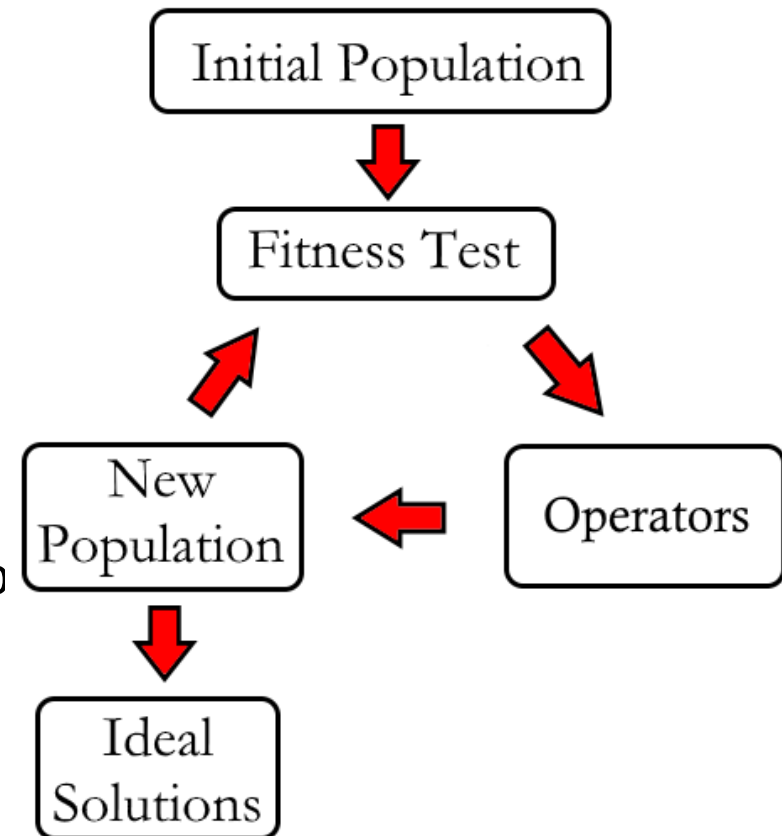 Initial Population
Fitness Test
New
Population
Operators
Ideal
Solutions